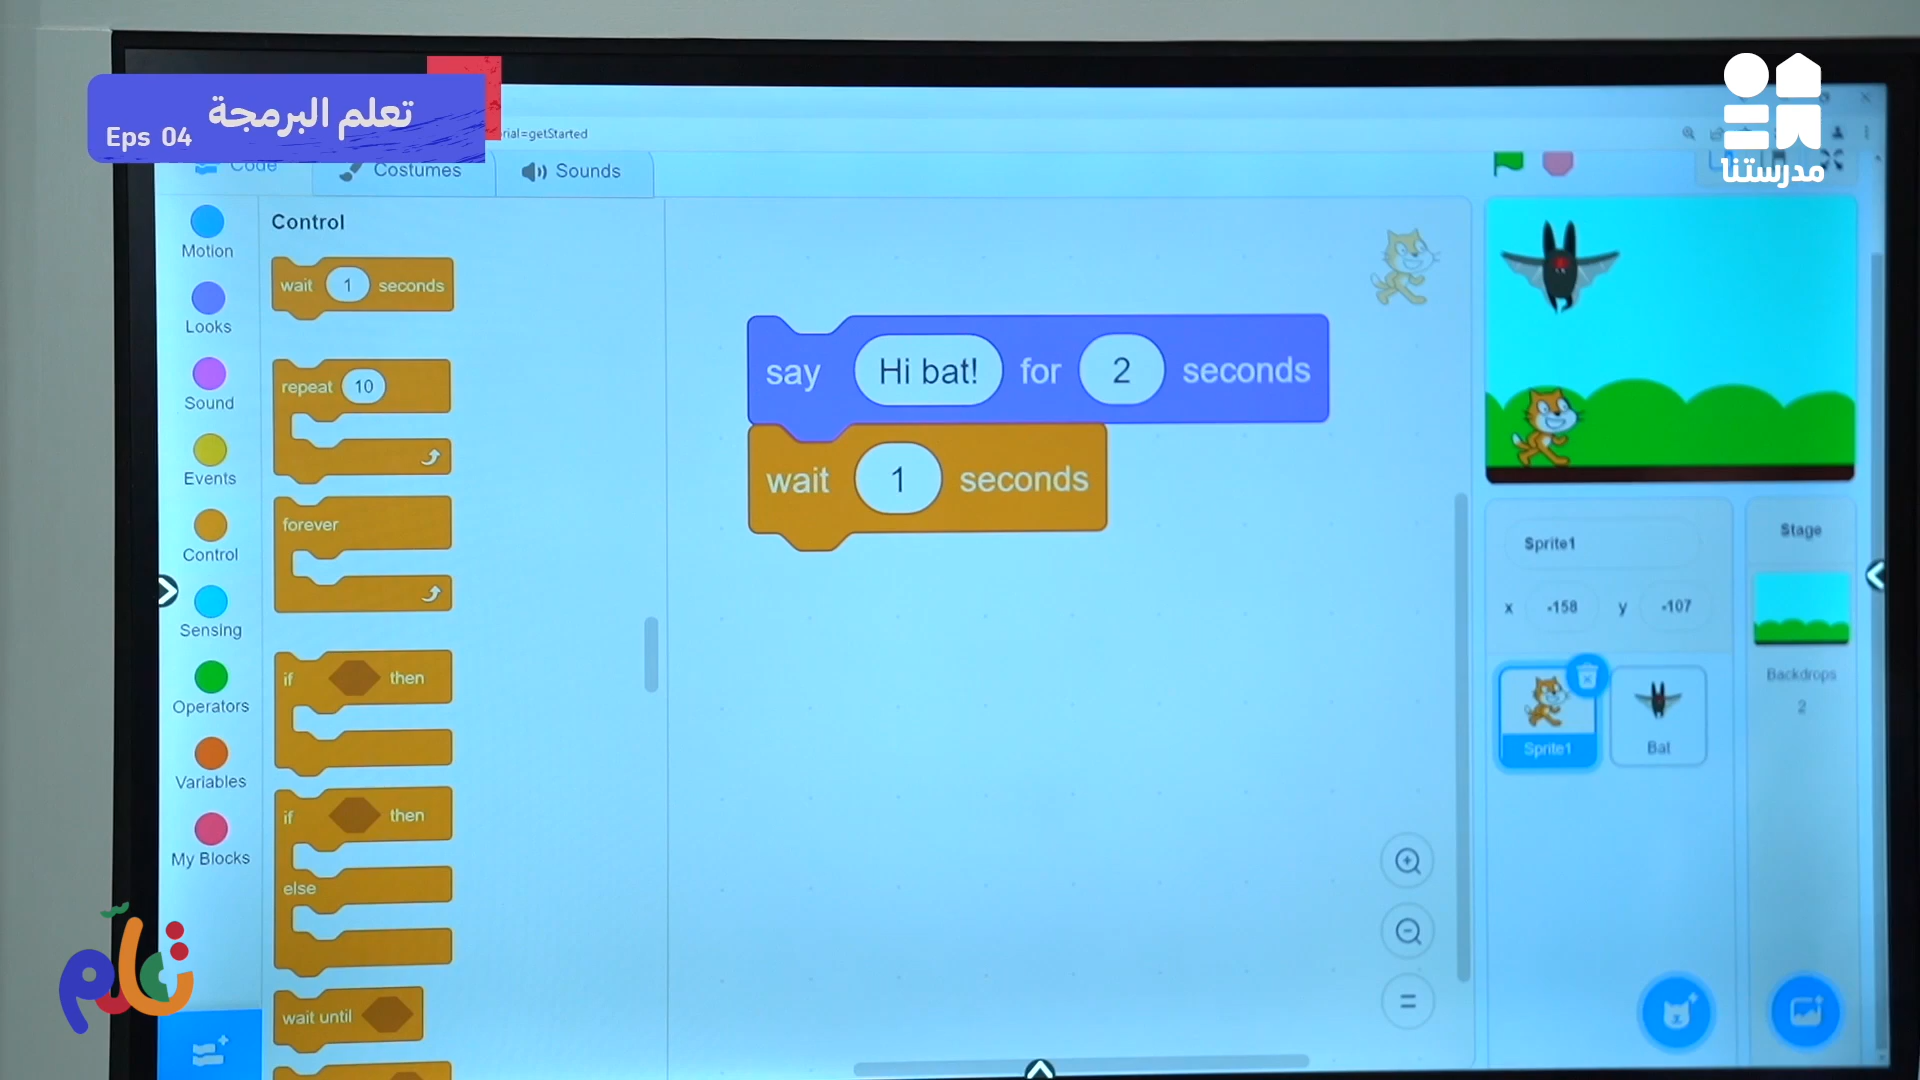 تعلم البرمجة
Eps 04
مدرستنا
تعلم
rial=getStarted
Code
Costumes
Sounds
Motion
Looks
Sound
Events
Control
Sensing
Operators
Variables
My Blocks
Control
wait 1 seconds
repeat 10
forever
if then
if then
else
wait until
say Hi bat! for 2 seconds
wait 1 seconds
Sprite1
x -158 y -107
Sprite1
Bat
Stage
Backdrops
2